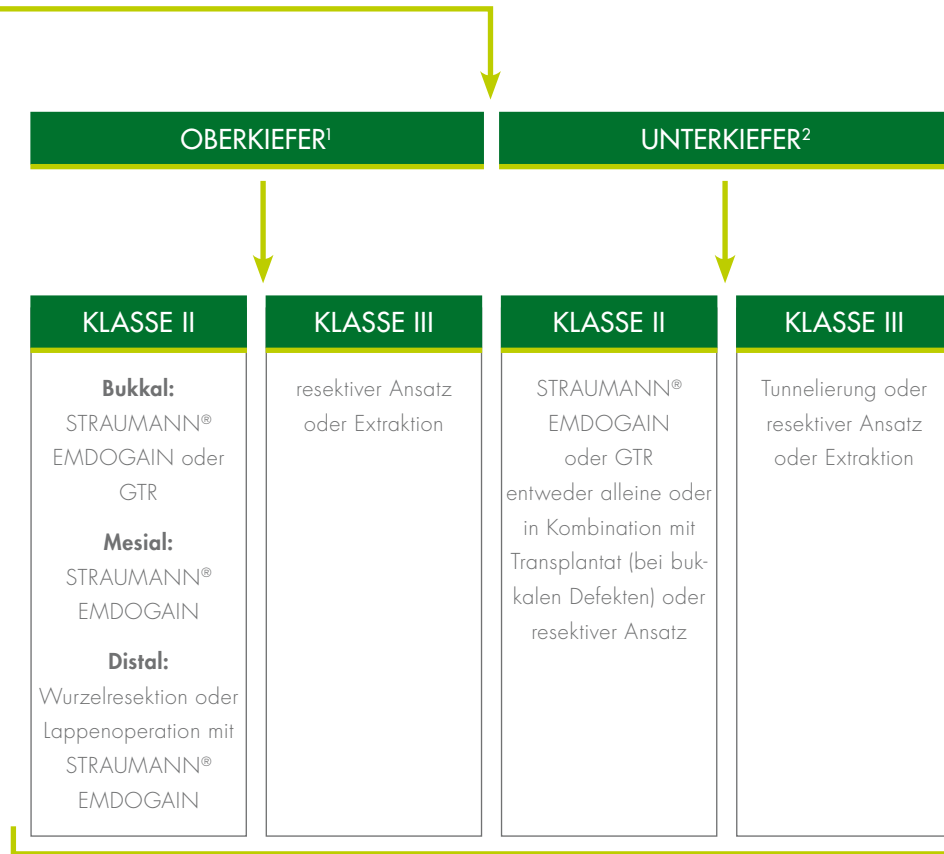 OBERKIEFER¹
UNTERKIEFER²
KLASSE II
Bukkal:
STRAUMANN®
EMDOGAIN oder
GTR
Mesial:
STRAUMANN®
EMDOGAIN
Distal:
Wurzelresektion oder
Lappenoperation mit
STRAUMANN®
EMDOGAIN
KLASSE III
resektiver Ansatz
oder Extraktion
KLASSE II
STRAUMANN®
EMDOGAIN
oder GTR
entweder alleine oder
in Kombination mit
Transplantat (bei buk-
kalen Defekten) oder
resektiver Ansatz
KLASSE III
Tunnelierung oder
resektiver Ansatz
oder Extraktion